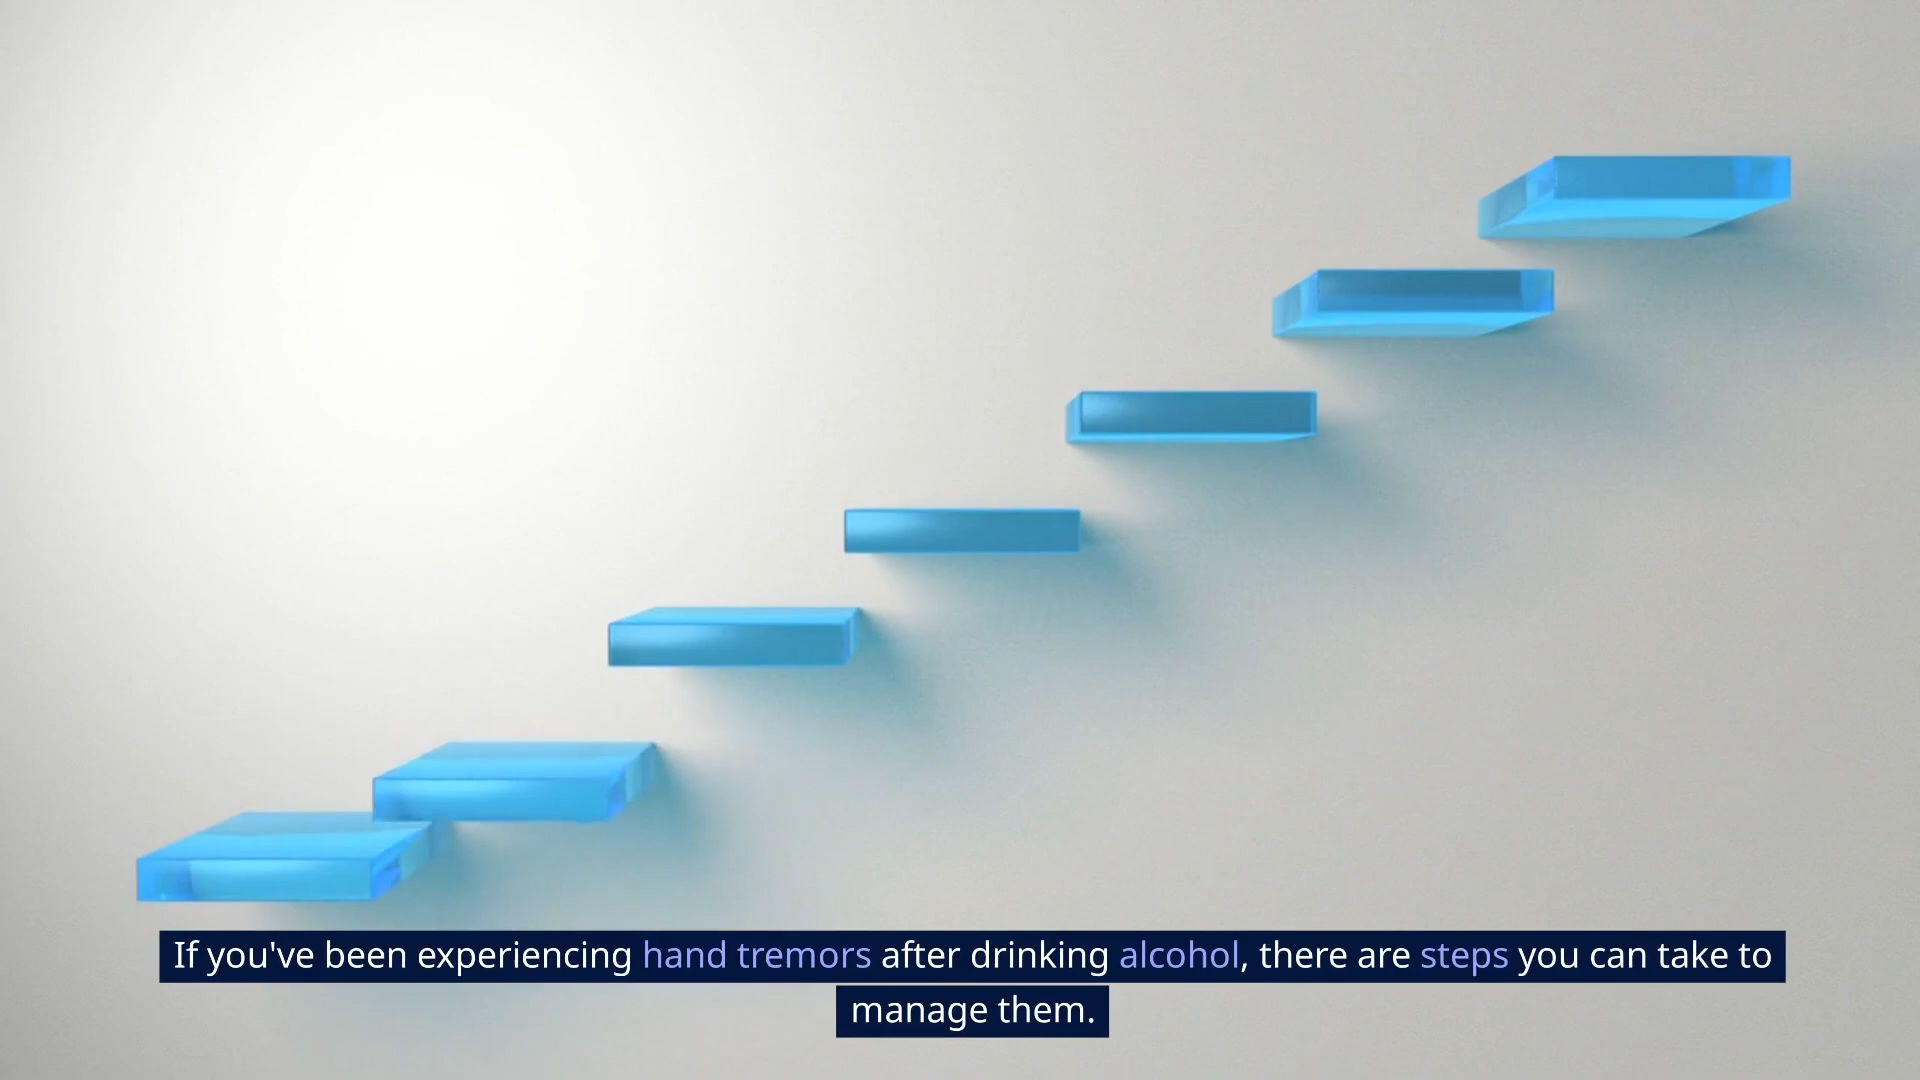 If you've been experiencing hand tremors after drinking alcohol, there are steps you can take to
manage them.